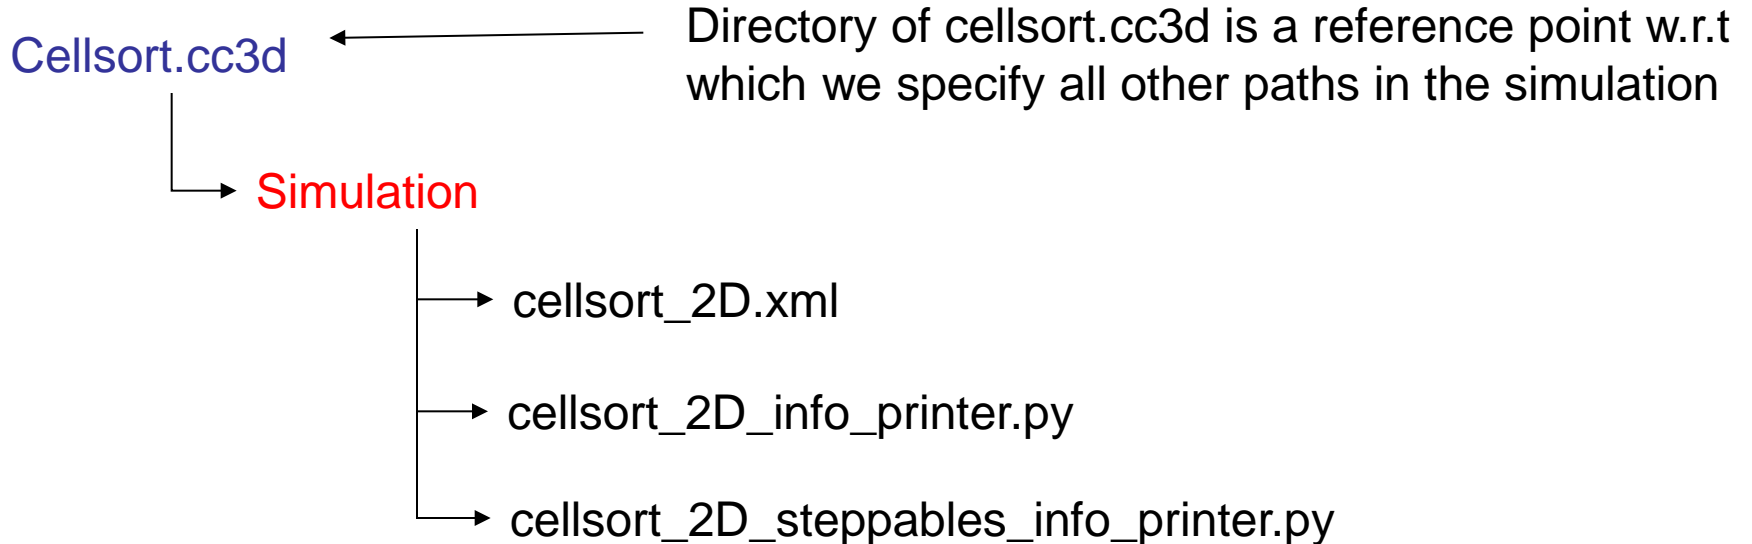 Cellsort.cc3d
Directory of cellsort.cc3d is a reference point w.r.t
which we specify all other paths in the simulation
Simulation
cellsort_2D.xml
cellsort_2D_info_printer.py
cellsort_2D_steppables_info_printer.py